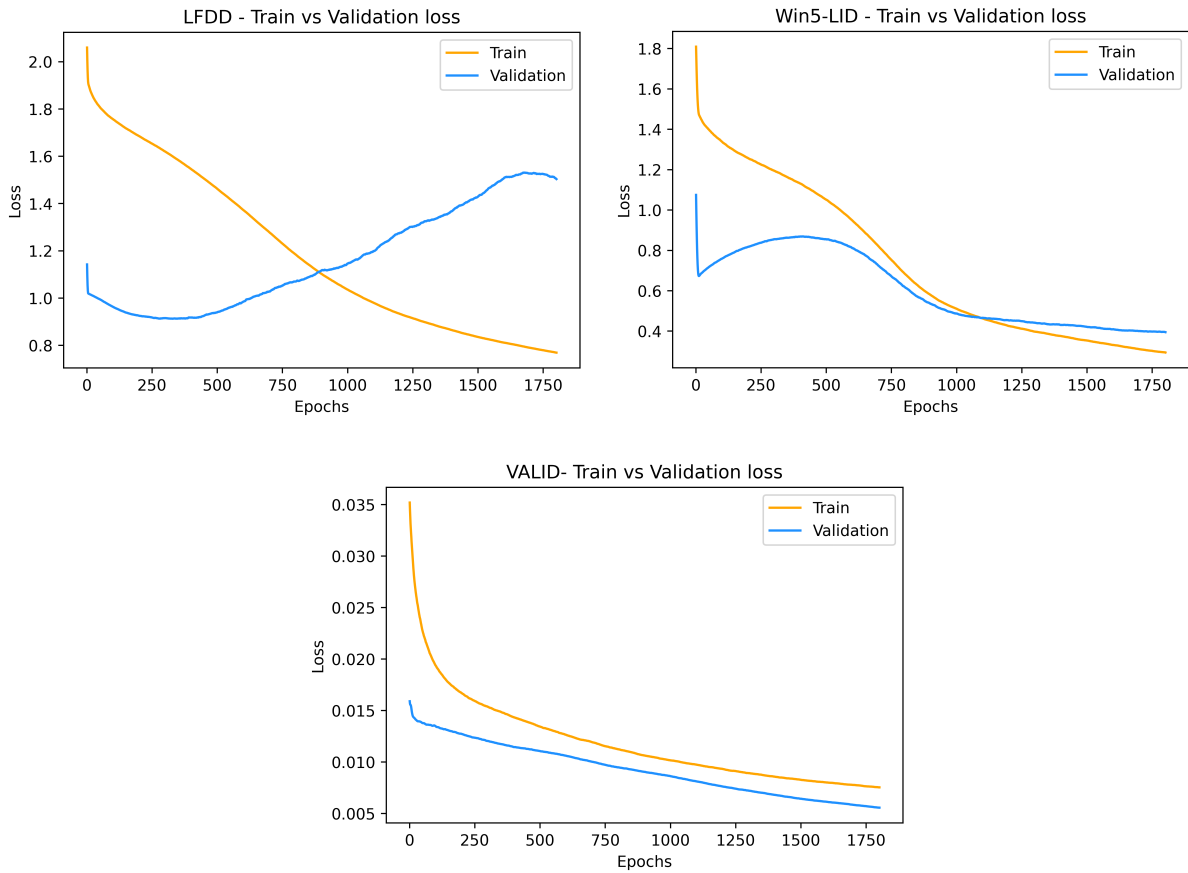 LFDD - Train vs Validation loss
Train
Validation
2.0
1.8
1.6
1.4
1.2
1.0
0.8
Loss
0 250 500 750 1000 1250 1500 1750
Epochs
Win5-LID - Train vs Validation loss
Train
Validation
1.8
1.6
1.4
1.2
1.0
0.8
0.6
0.4
Loss
0 250 500 750 1000 1250 1500 1750
Epochs
VALID- Train vs Validation loss
Train
Validation
0.035
0.030
0.025
0.020
0.015
0.010
0.005
Loss
0 250 500 750 1000 1250 1500 1750
Epochs